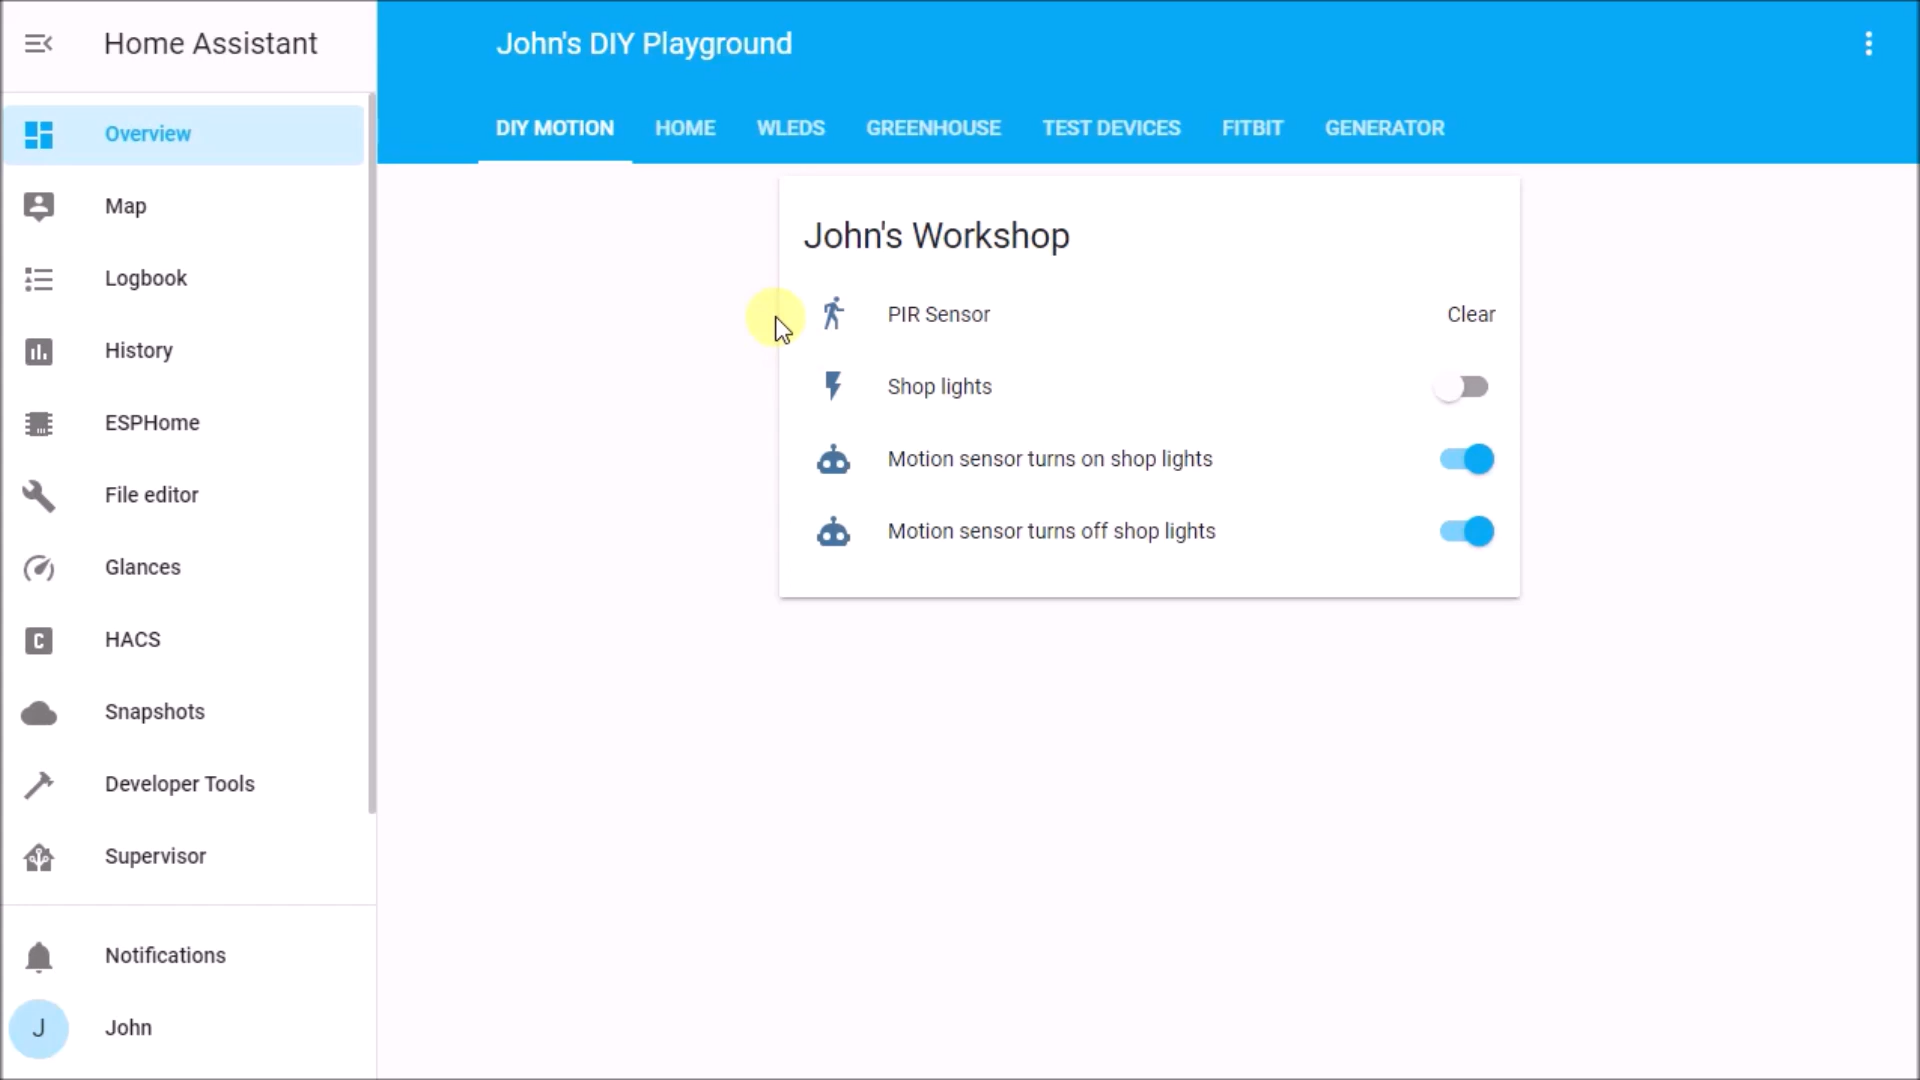 Home Assistant
Overview
Map
Logbook
History
ESPHome
File editor
Glances
C
HACS
Snapshots
Developer Tools
Supervisor
Notifications
J
John
John's DIY Playground
DIY MOTION HOME WLEDS GREENHOUSE TEST DEVICES FITBIT GENERATOR
John's Workshop
PIR Sensor Clear
Shop lights
Motion sensor turns on shop lights
Motion sensor turns off shop lights